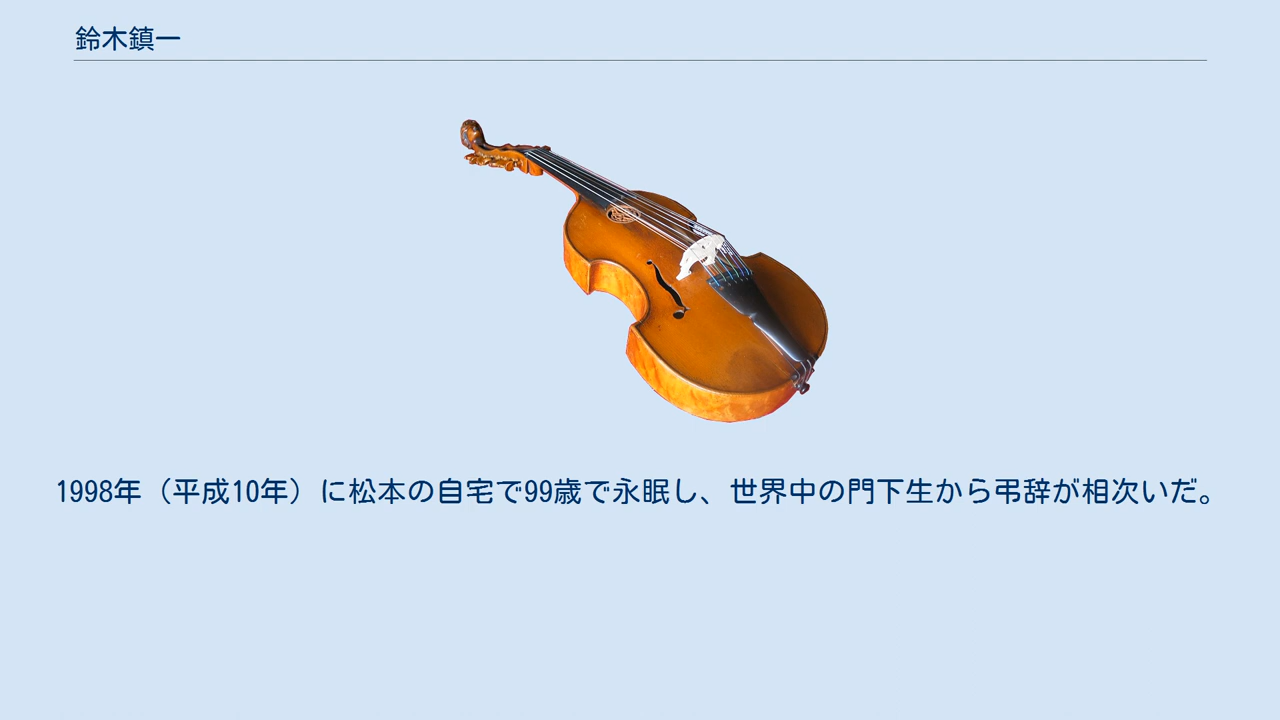 鈴木鎮一
1998年（平成10年）に松本の自宅で99歳で永眠し、世界中の門下生から弔辞が相次いだ。